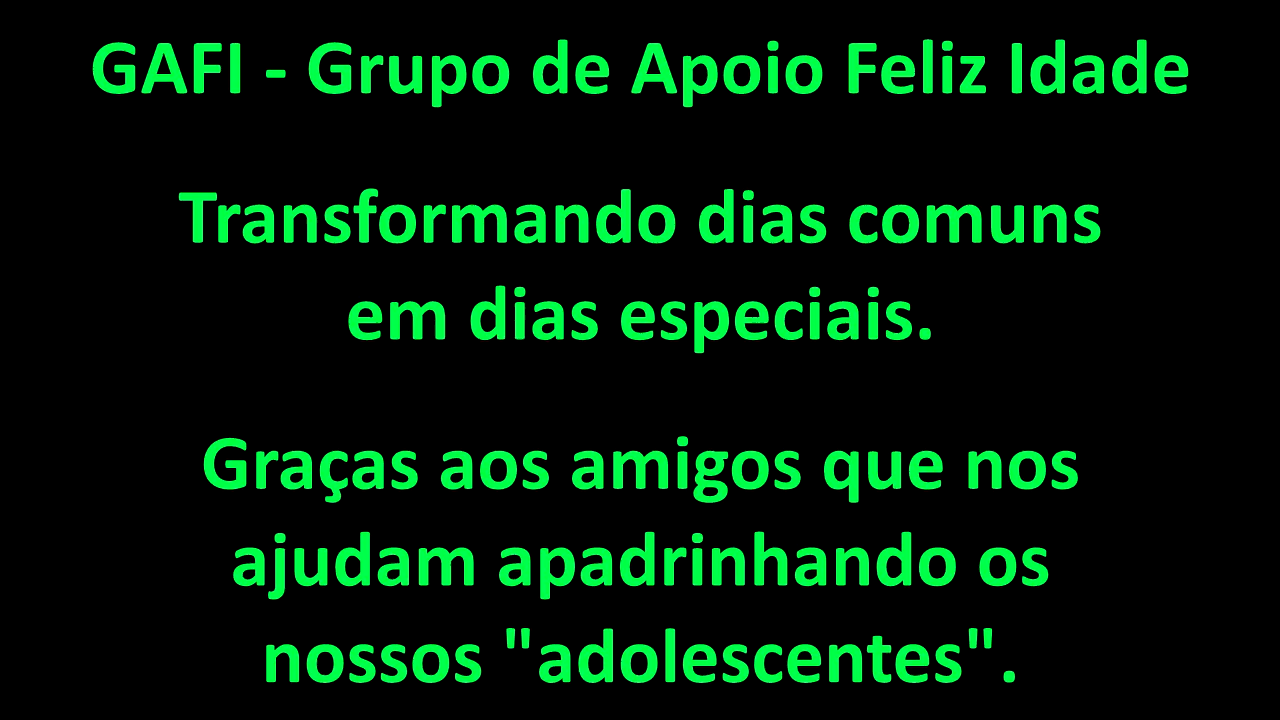 GAFI - Grupo de Apoio Feliz Idade
Transformando dias comuns
em dias especiais.
Graças aos amigos que nos
ajudam apadrinhando os
nossos "adolescentes".